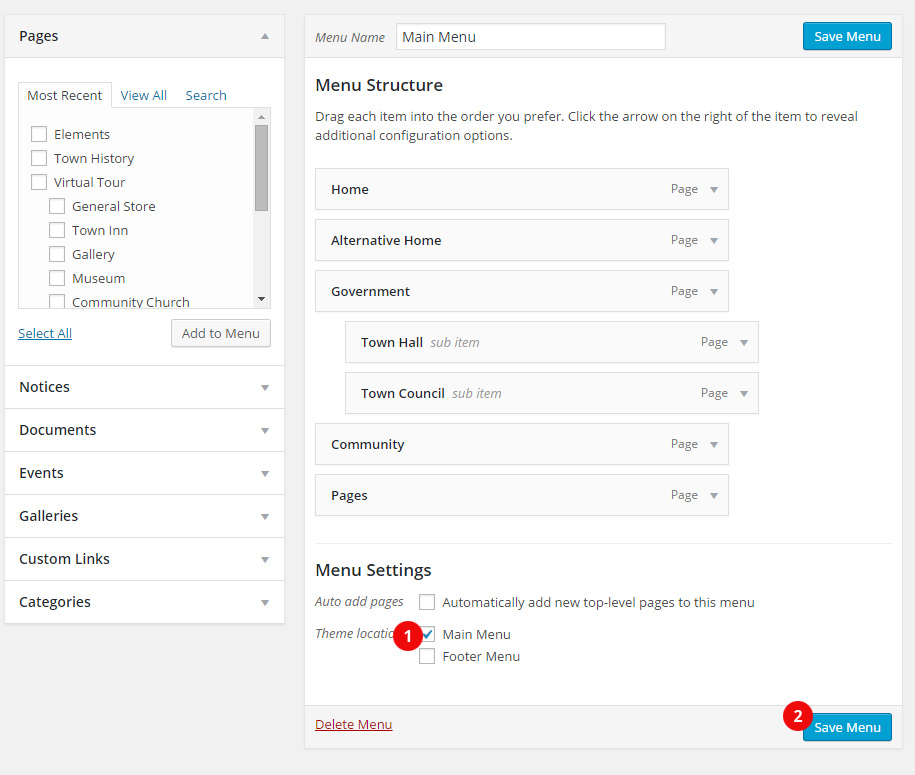 Pages
Most Recent View All Search
Elements
Town History
Virtual Tour
General Store
Town Inn
Gallery
Museum
Community Church
Select All Add to Menu
Notices
Documents
Events
Galleries
Custom Links
Categories
Menu Name Main Menu Save Menu
Menu Structure
Drag each item into the order you prefer. Click the arrow on the right of the item to reveal
additional configuration options.
Home Page
Alternative Home Page
Government Page
Town Hall sub item Page
Town Council sub item Page
Community Page
Pages Page
Menu Settings
Auto add pages Automatically add new top-level pages to this menu
Theme locatio 1 Main Menu
Footer Menu
Delete Menu 2 Save Menu